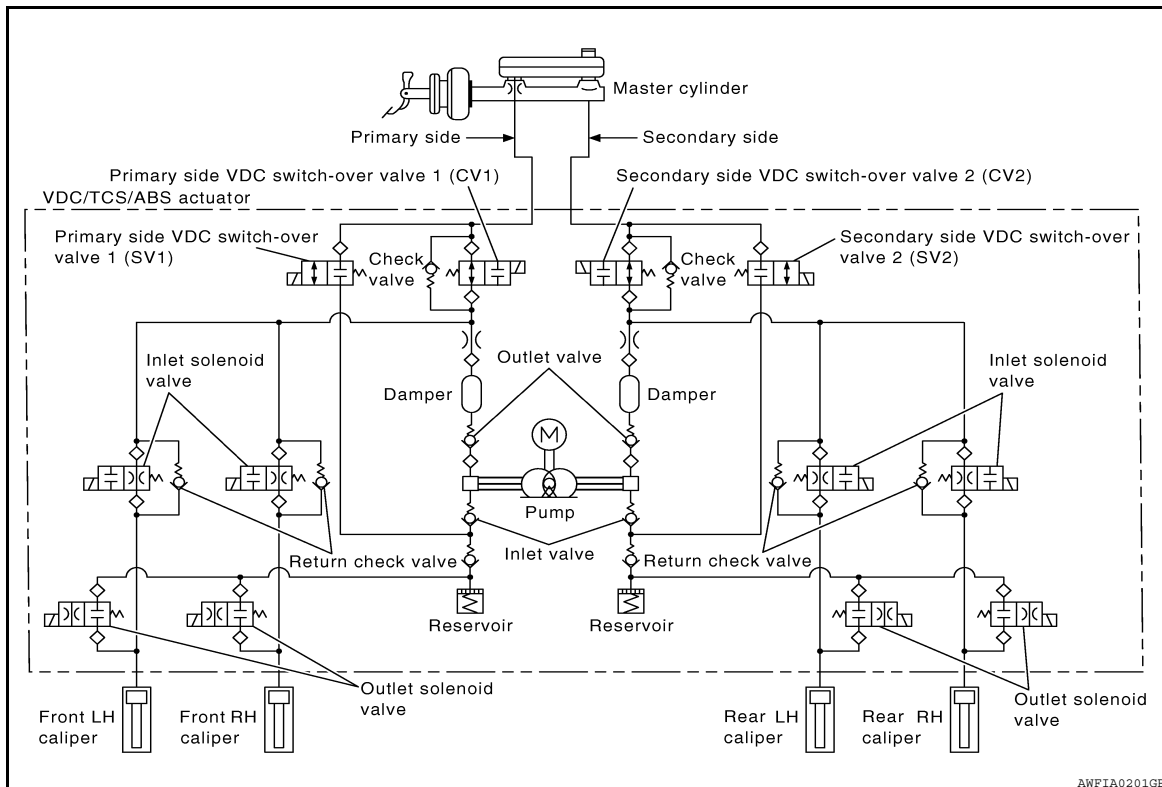 Master cylinder
Primary side
Secondary side
Primary side VDC switch-over valve 1 (CV1)
Secondary side VDC switch-over valve 2 (CV2)
VDC/TCS/ABS actuator
Primary side VDC switch-over
valve 1 (SV1)
Check
valve
Check
valve
Secondary side VDC switch-over
valve 2 (SV2)
Inlet solenoid
valve
Outlet valve
Inlet solenoid
valve
Damper
Damper
M
Pump
Return check valve
Inlet valve
Return check valve
Reservoir
Reservoir
Outlet solenoid
valve
Outlet solenoid
valve
Front LH
caliper
Front RH
caliper
Rear LH
caliper
Rear RH
caliper
AWFIA0201GB